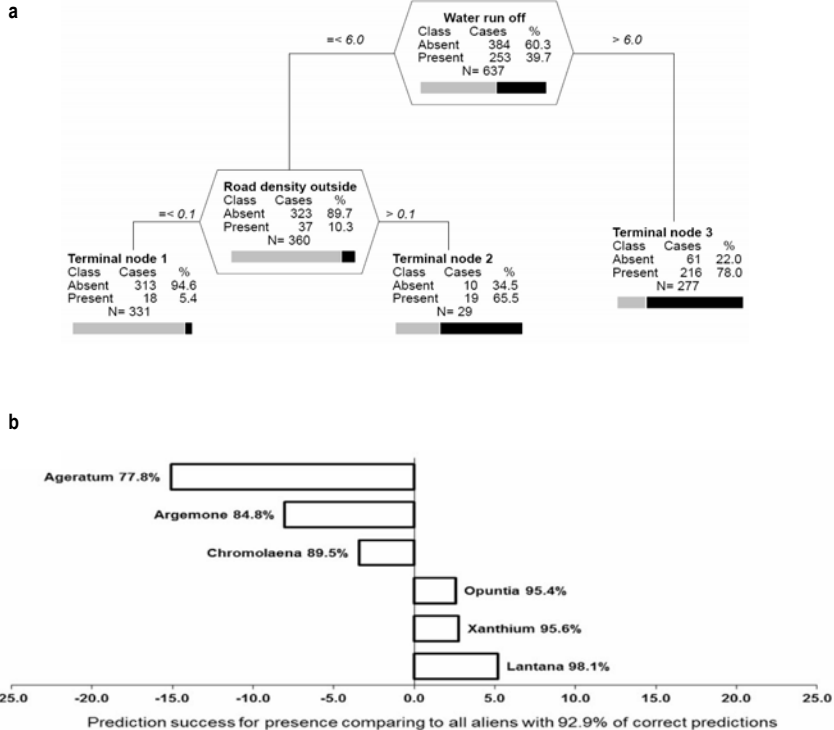 a
Water run off
Class Cases %
Absent 384 60.3
Present 253 39.7
N= 637
=< 6.0
> 6.0
Road density outside
Class Cases %
Absent 323 89.7
Present 37 10.3
N= 360
=< 0.1
> 0.1
Terminal node 1
Class Cases %
Absent 313 94.6
Present 18 5.4
N= 331
Terminal node 2
Class Cases %
Absent 10 34.5
Present 19 65.5
N= 29
Terminal node 3
Class Cases %
Absent 61 22.0
Present 216 78.0
N= 277
b
Ageratum 77.8%
Argemone 84.8%
Chromolaena 89.5%
Opuntia 95.4%
Xanthium 95.6%
Lantana 98.1%
25.0 -20.0 -15.0 -10.0 -5.0 0.0 5.0 10.0 15.0 20.0 25.0
Prediction success for presence comparing to all aliens with 92.9% of correct predictions